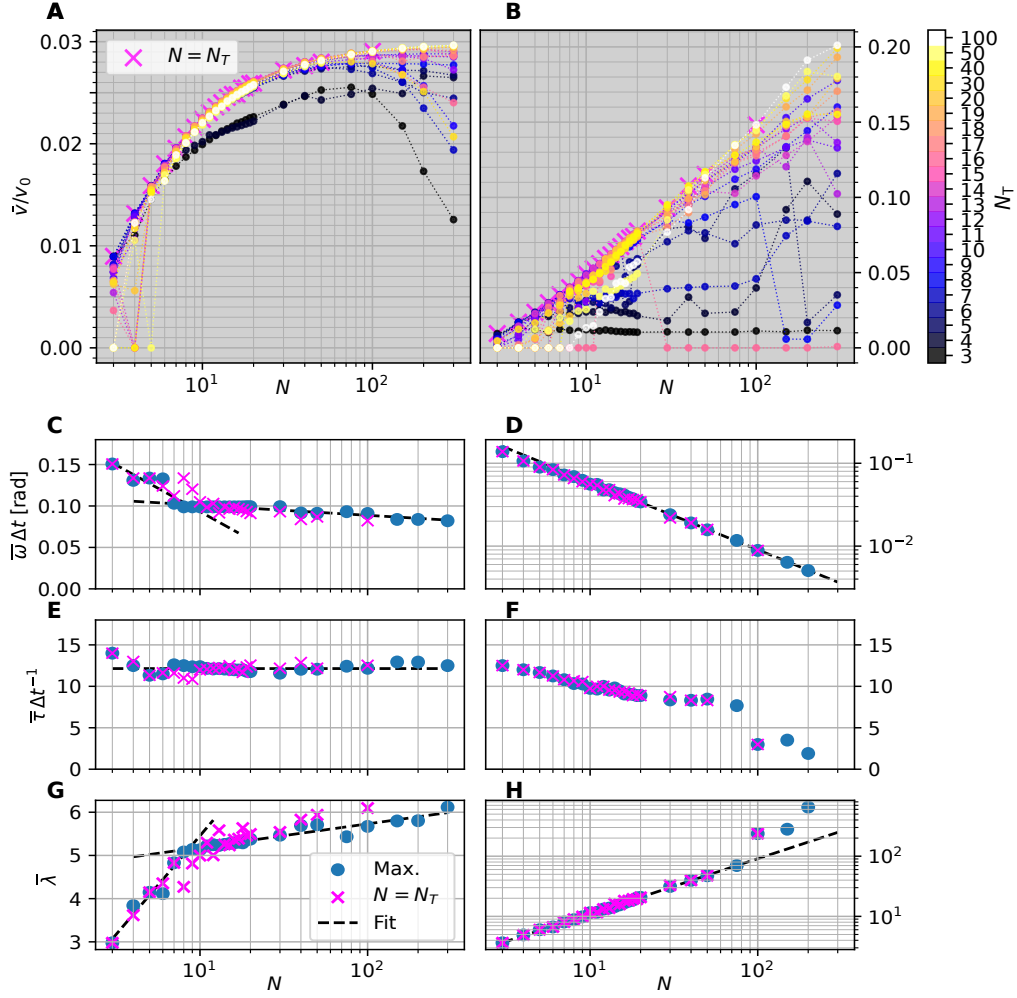 A
B
0.03
0.02
0.01
0.00
v̄/v₀
N = N_T
10¹
N
10²
0.20
0.15
0.10
0.05
0.00
10¹
N
10²
100
50
40
30
20
19
18
17
16
15
14
13
12
11
10
9
8
7
6
5
4
3
N_T
C
D
0.15
0.10
0.05
0.00
ω̅ Δt [rad]
10⁻¹
10⁻²
E
F
15
10
5
0
τ̅ Δt⁻¹
15
10
5
0
G
H
6
5
4
3
λ̅
Max.
N = N_T
Fit
10¹
N
10²
10²
10¹
10¹
N
10²